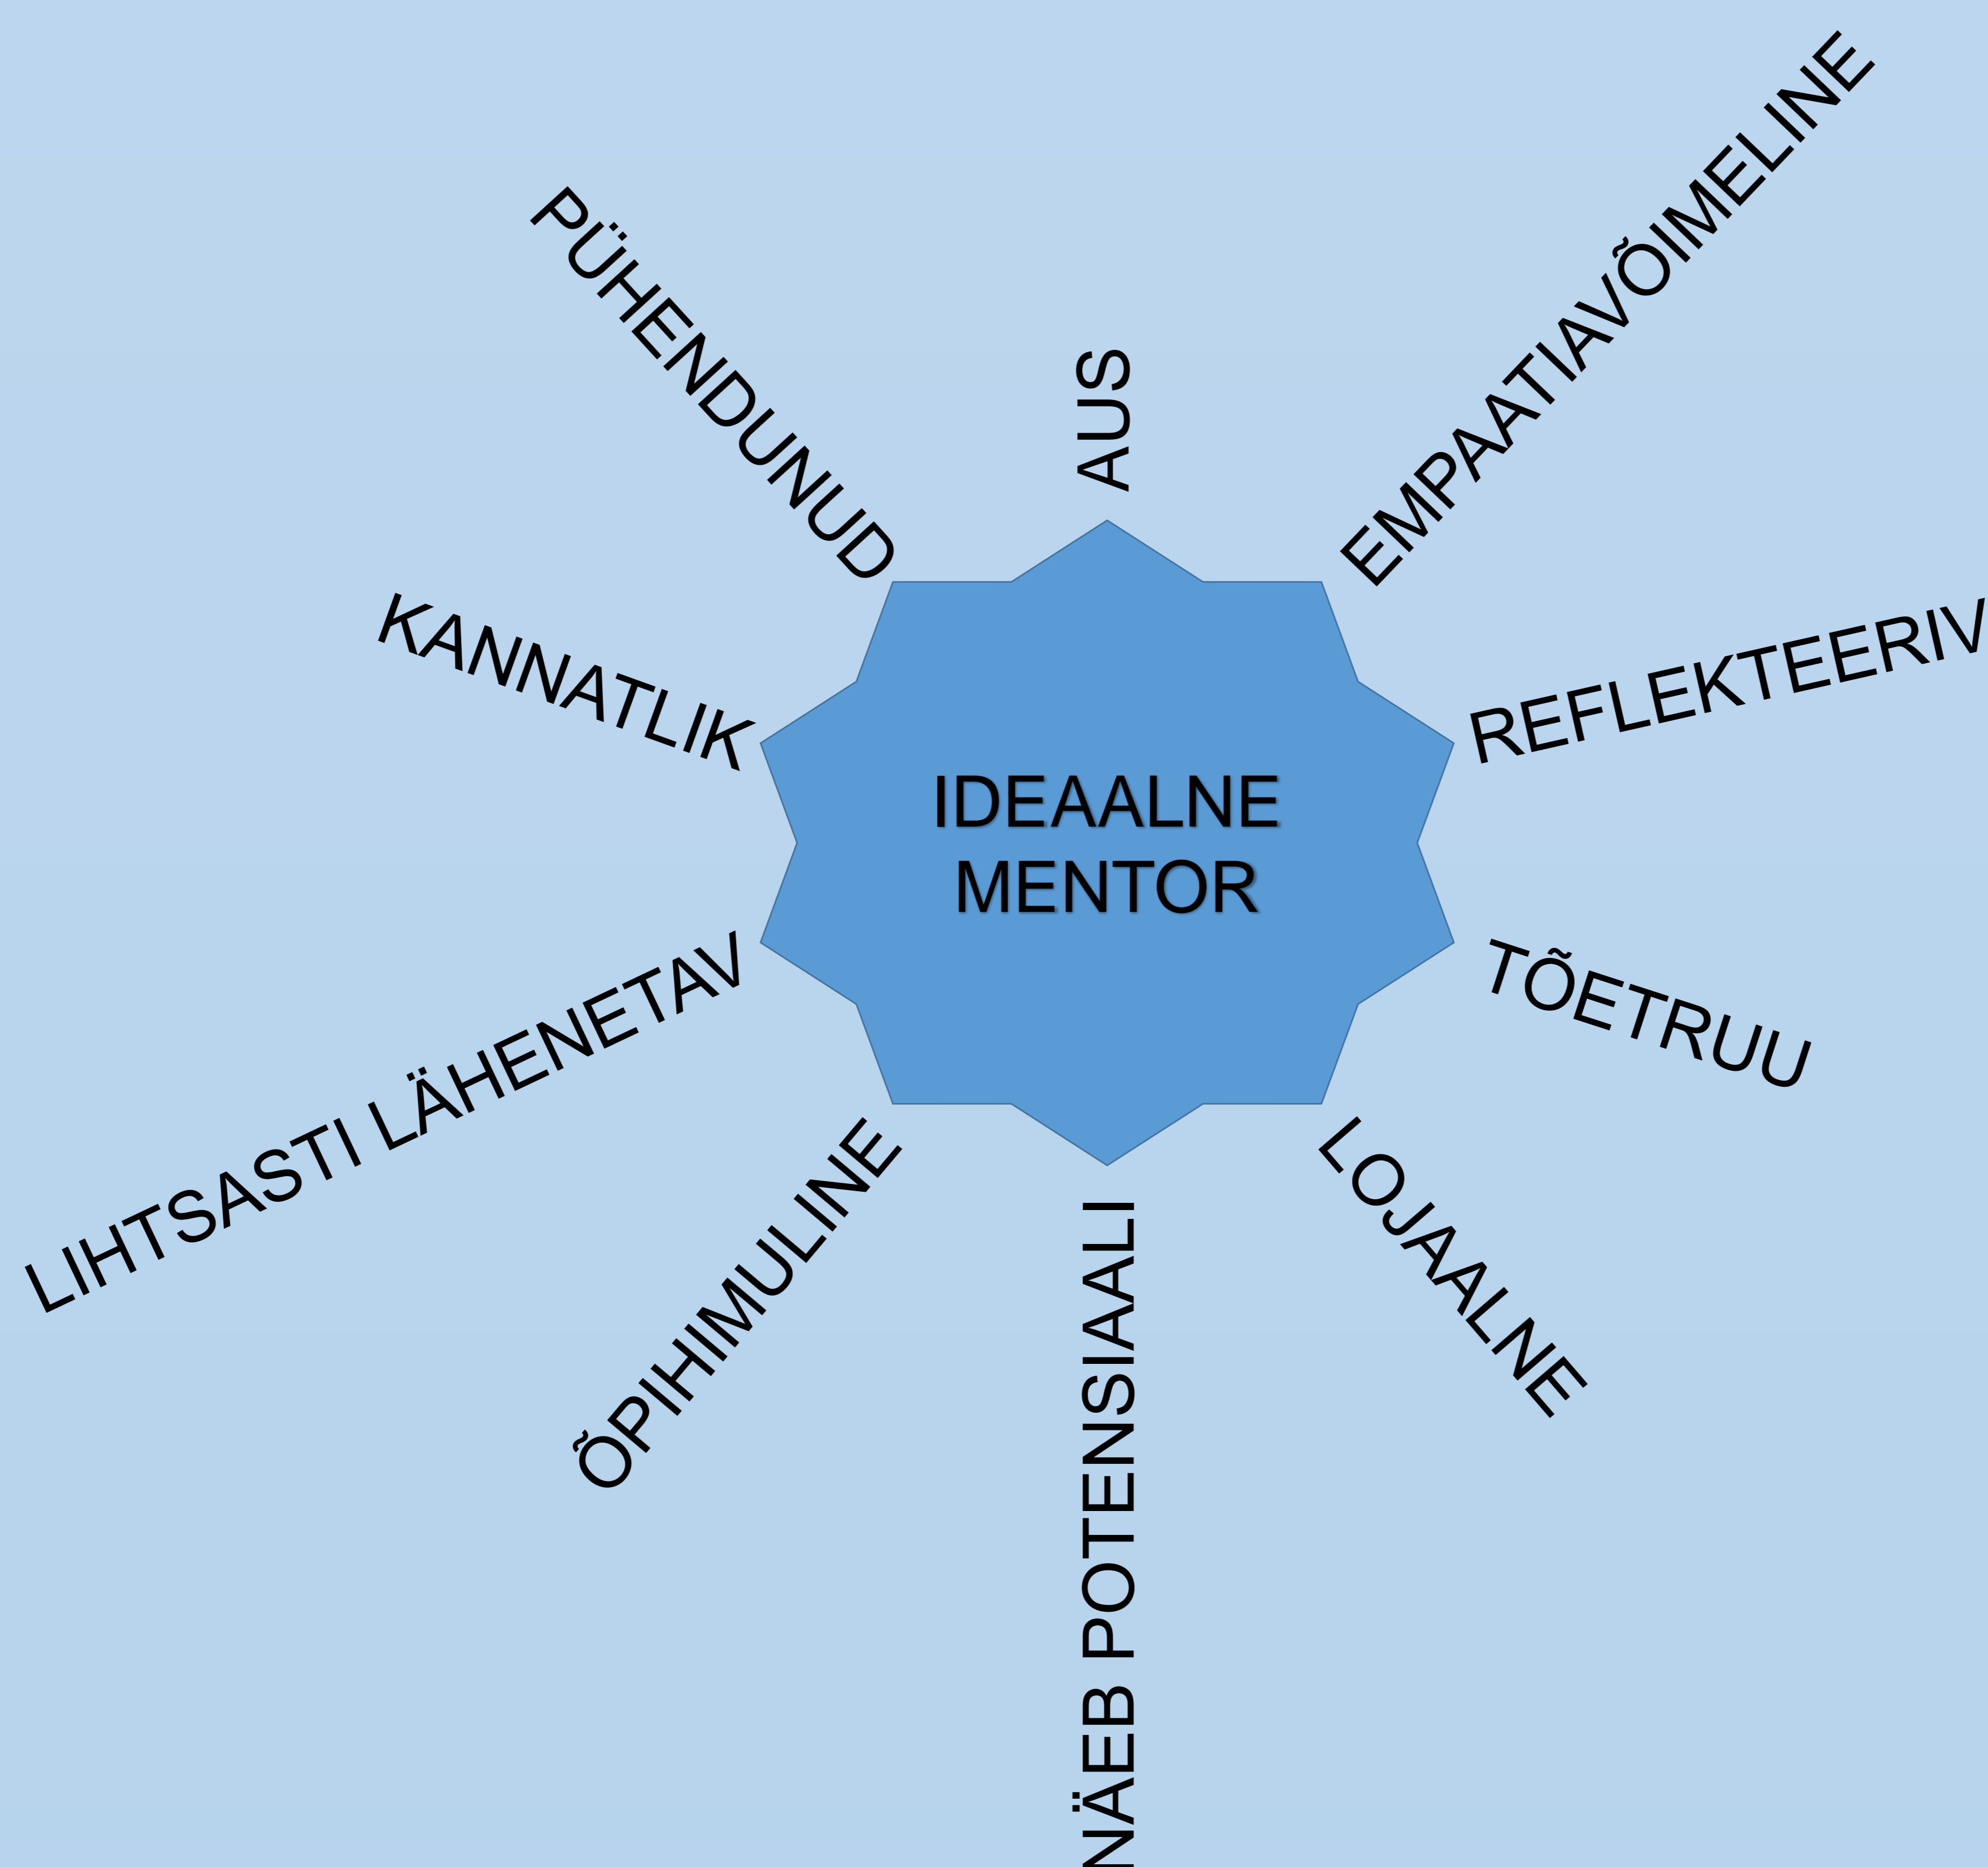 AUS
EMPAATIAVÕIMELINE
REFLEKTEERIV
TÕETRUU
LOJAALNE
NÄEB POTENSIAALI
ÕPIHIMULINE
LIHTSASTI LÄHENETAV
KANNATLIK
PÜHENDUNUD
IDEAALNE
MENTOR